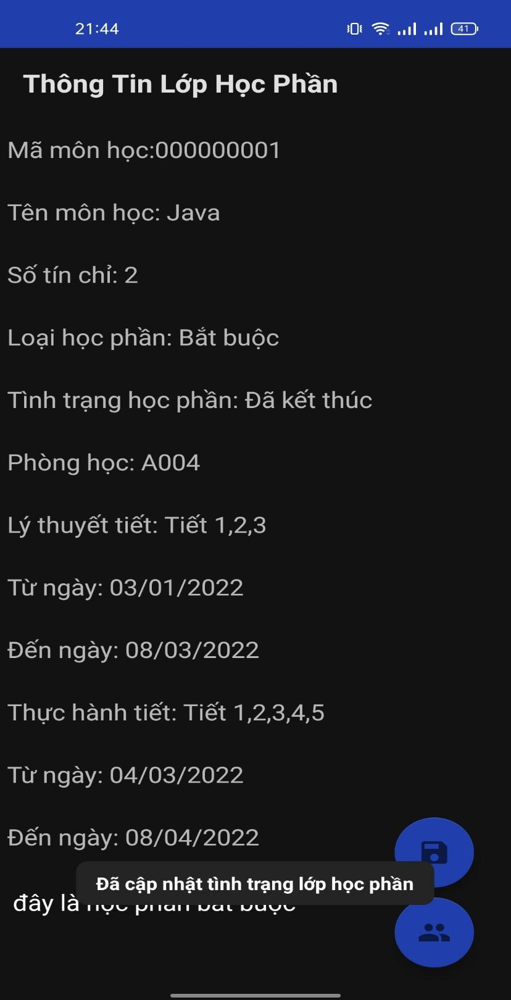 21:44
41
Thông Tin Lớp Học Phần
Mã môn học:000000001
Tên môn học: Java
Số tín chỉ: 2
Loại học phần: Bắt buộc
Tình trạng học phần: Đã kết thúc
Phòng học: A004
Lý thuyết tiết: Tiết 1,2,3
Từ ngày: 03/01/2022
Đến ngày: 08/03/2022
Thực hành tiết: Tiết 1,2,3,4,5
Từ ngày: 04/03/2022
Đến ngày: 08/04/2022
Đã cập nhật tình trạng lớp học phần
đây là học phần bắt buộc